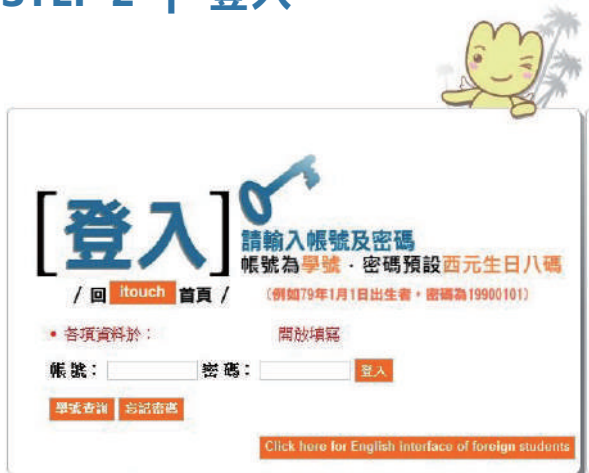 STEP 2 | 登入
[登入]
請輸入帳號及密碼
帳號為學號．密碼預設西元生日八碼
/ 回 itouch 首頁 /
(例如79年1月1日出生者，密碼為19900101)
• 各項資料於： 開放填寫
帳號： 密碼： 登入
學號查詢 忘記密碼
Click here for English interface of foreign students